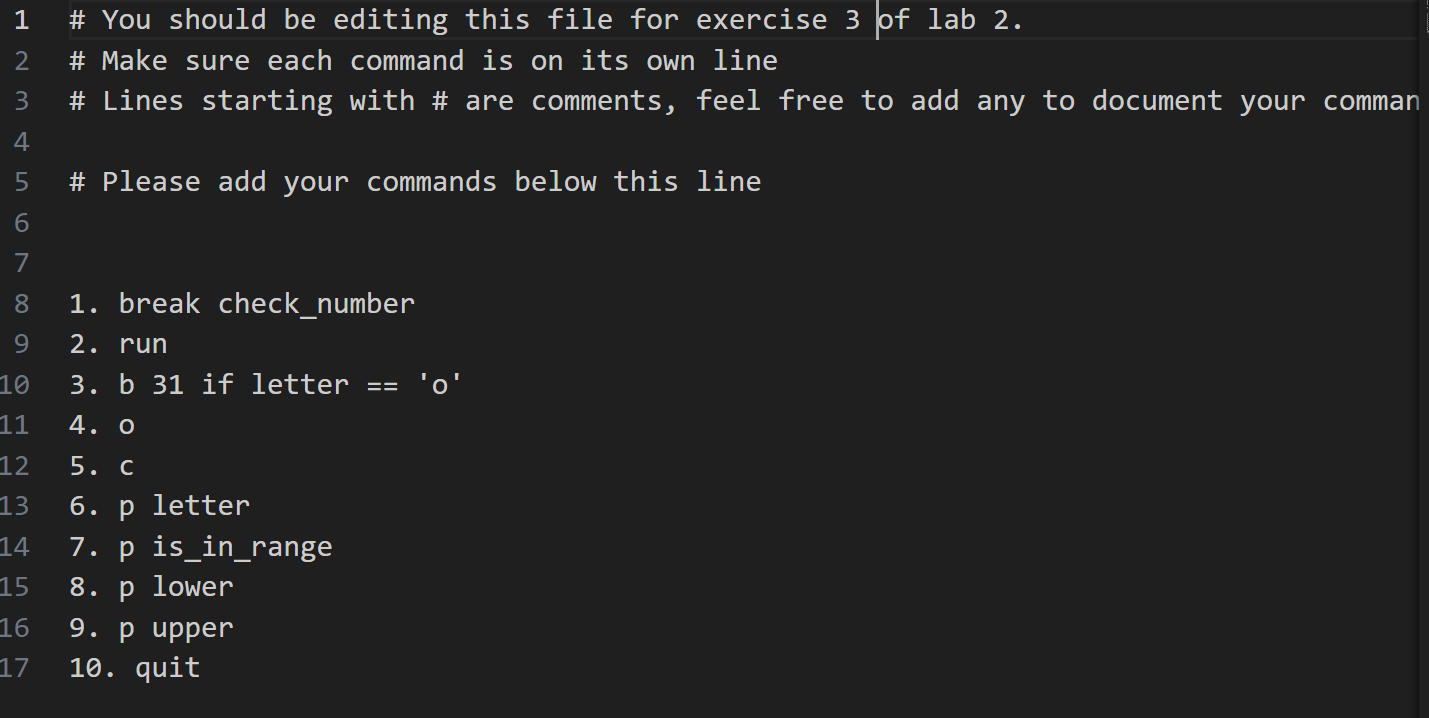 1 # You should be editing this file for exercise 3 of lab 2.
2 # Make sure each command is on its own line
3 # Lines starting with # are comments, feel free to add any to document your comman
4
5 # Please add your commands below this line
6
7
8 1. break check_number
9 2. run
10 3. b 31 if letter == 'o'
11 4. o
12 5. c
13 6. p letter
14 7. p is_in_range
15 8. p lower
16 9. p upper
17 10. quit